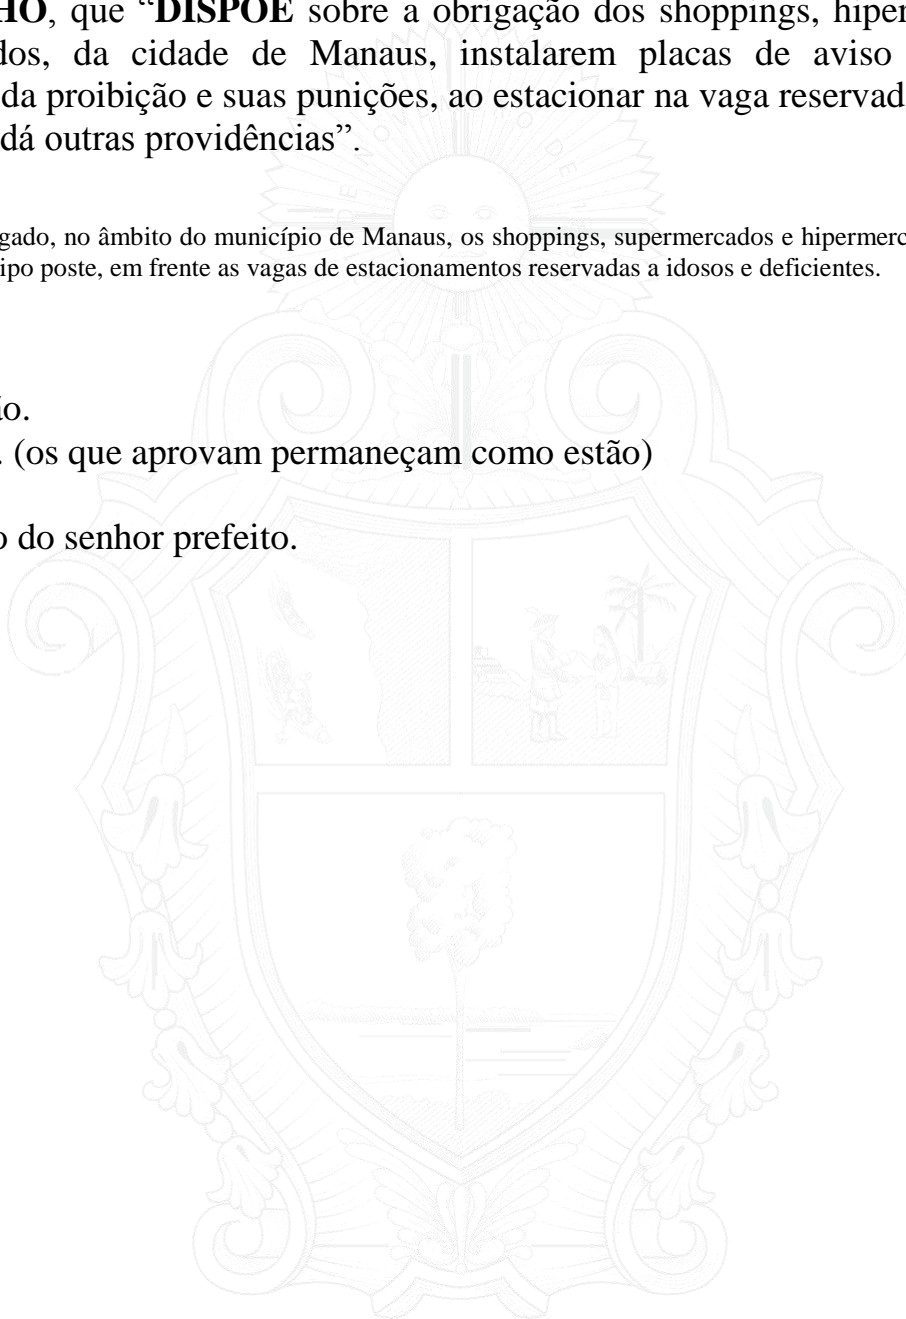 HO, que “DISPÕE sobre a obrigação dos shoppings, hiper
dos, da cidade de Manaus, instalarem placas de aviso
da proibição e suas punições, ao estacionar na vaga reservad
dá outras providências”.
gado, no âmbito do município de Manaus, os shoppings, supermercados e hipermerc
ipo poste, em frente as vagas de estacionamentos reservadas a idosos e deficientes.
ão.
. (os que aprovam permaneçam como estão)
o do senhor prefeito.